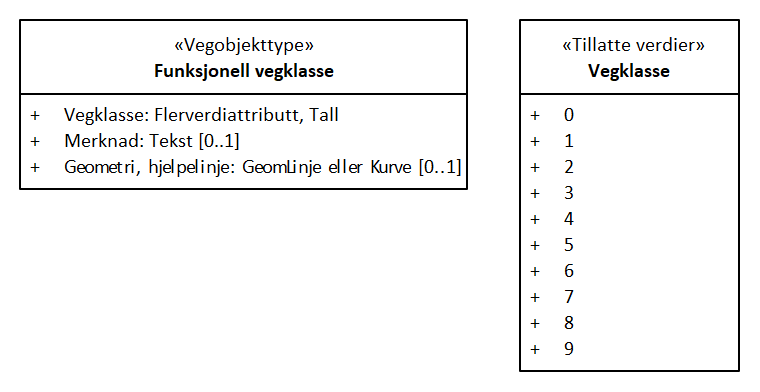 «Vegobjekttype»
Funksjonell vegklasse
+ Vegklasse: Flerverdiattributt, Tall
+ Merknad: Tekst [0..1]
+ Geometri, hjelpelinje: GeomLinje eller Kurve [0..1]
«Tillatte verdier»
Vegklasse
+ 0
+ 1
+ 2
+ 3
+ 4
+ 5
+ 6
+ 7
+ 8
+ 9